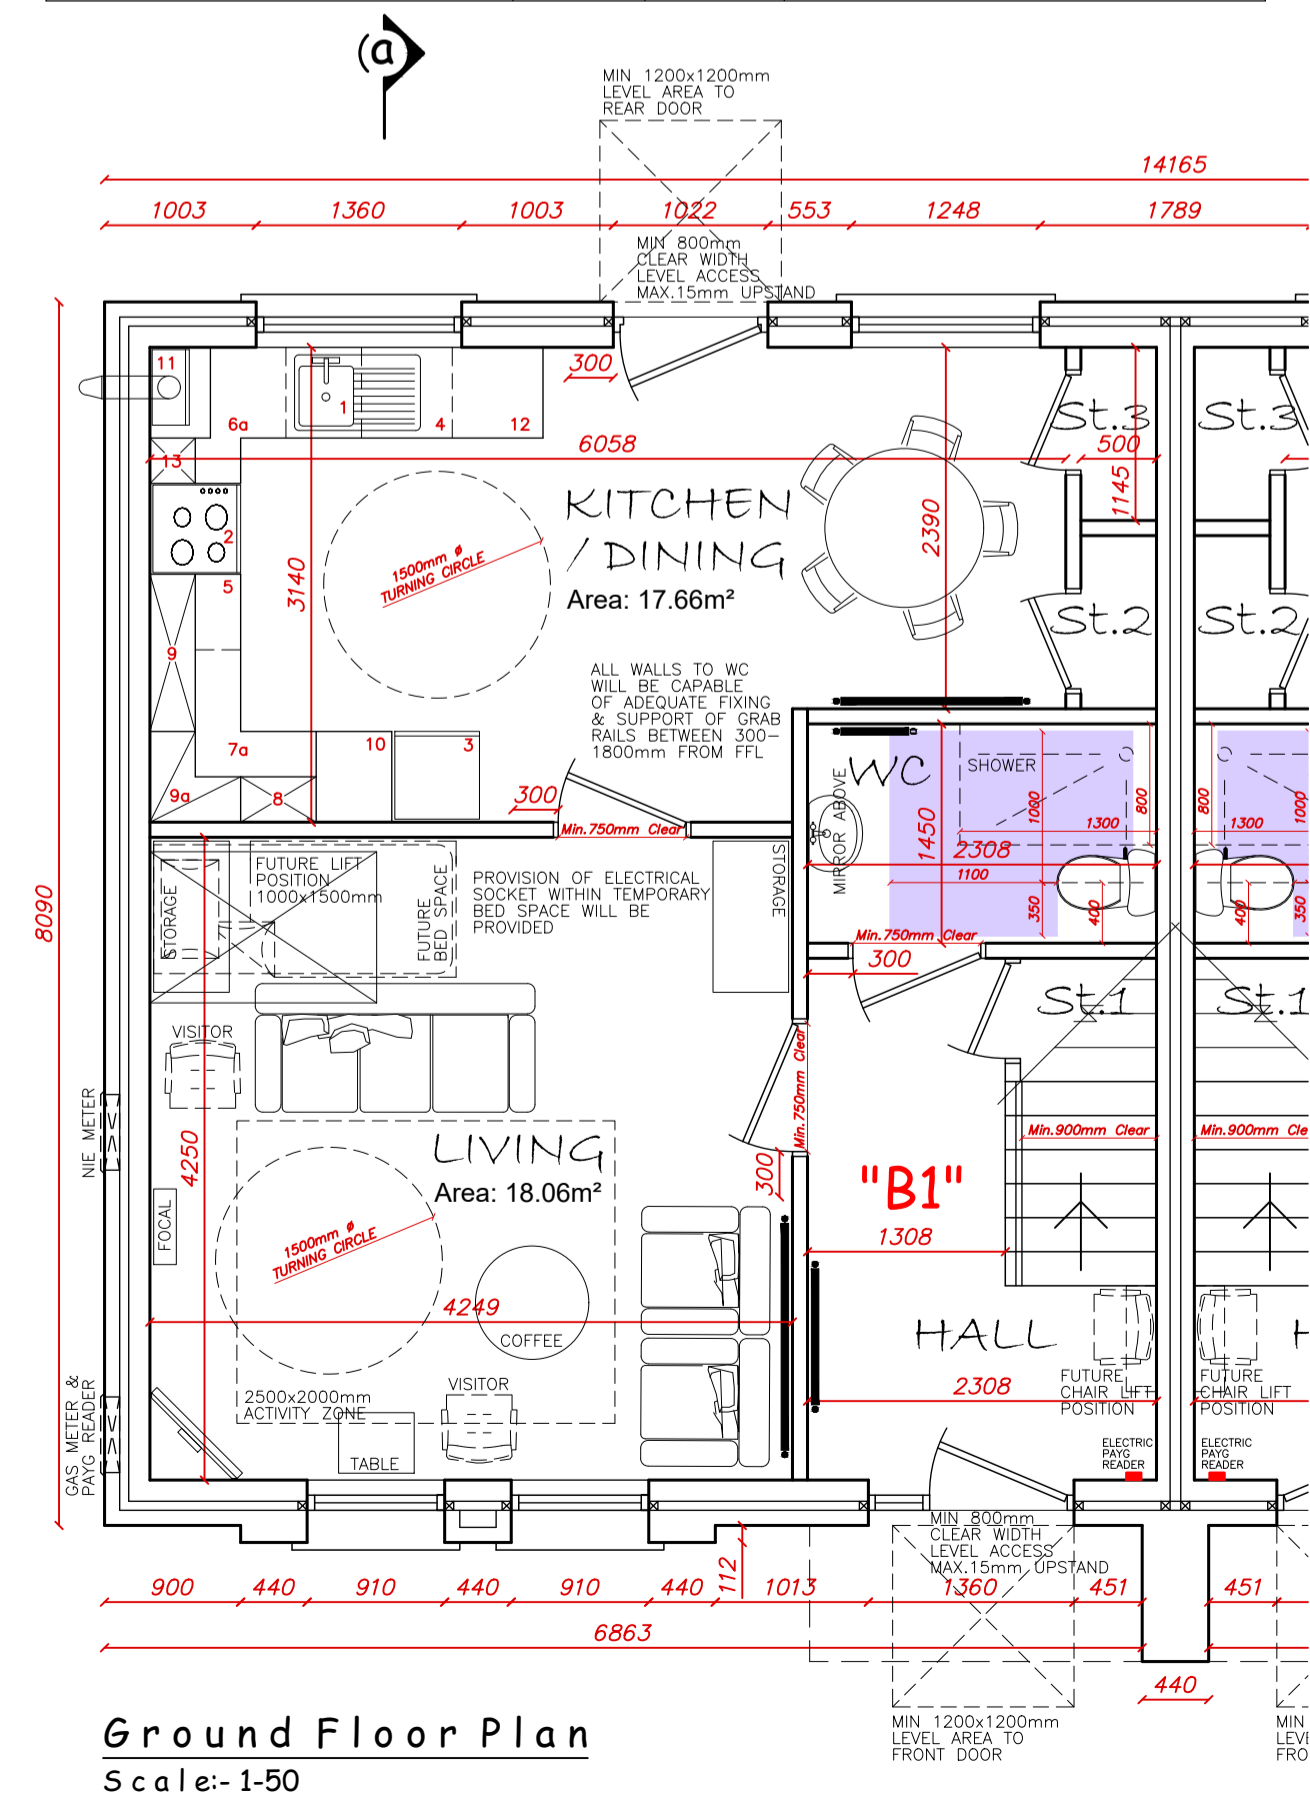 (a
MIN 1200x1200mm
LEVEL AREA TO
REAR DOOR
14165
1003
1360
1003
1022
553
1248
1789
MIN 800mm
CLEAR WIDTH
LEVEL ACCESS
MAX.15mm UPSTAND
11
1
6a
4
12
300
St.3
St.3
13
6058
500
1145
2
5
KITCHEN
/DINING
Area: 17.66m²
1500mm ø
TURNING CIRCLE
3140
2390
St.2
St.2
9
ALL WALLS TO WC
WILL BE CAPABLE
OF ADEQUATE FIXING
& SUPPORT OF GRAB
RAILS BETWEEN 300-
1800mm FROM FFL
7a
10
3
9a
8
300
Min.750mm Clear
WC
SHOWER
MIRROR ABOVE
1450
1000
800
800
1000
1300
1300
2308
1100
350
400
400
350
8090
STORAGE
FUTURE LIFT
POSITION
1000x1500mm
FUTURE
BED SPACE
PROVISION OF ELECTRICAL
SOCKET WITHIN TEMPORARY
BED SPACE WILL BE
PROVIDED
STORAGE
Min.750mm Clear
300
St.1
St.1
VISITOR
Min.750mm Clear
NIE METER
4250
LIVING
Area: 18.06m²
300
Min.900mm Clear
Min.900mm Cle
"B1"
FOCAL
1500mm ø
TURNING CIRCLE
1308
4249
COFFEE
HALL
H
VISITOR
2500x2000mm
ACTIVITY ZONE
2308
FUTURE
CHAIR LIFT
POSITION
FUTURE
CHAIR LIFT
POSITION
GAS METER &
PAYG READER
TABLE
ELECTRIC
PAYG
READER
ELECTRIC
PAYG
READER
MIN 800mm
CLEAR WIDTH
LEVEL ACCESS
MAX.15mm UPSTAND
900
440
910
440
910
440
112
1013
1360
451
451
6863
440
MIN 1200x1200mm
LEVEL AREA TO
FRONT DOOR
MIN
LEVE
FRO
Ground Floor Plan
Scale:- 1-50